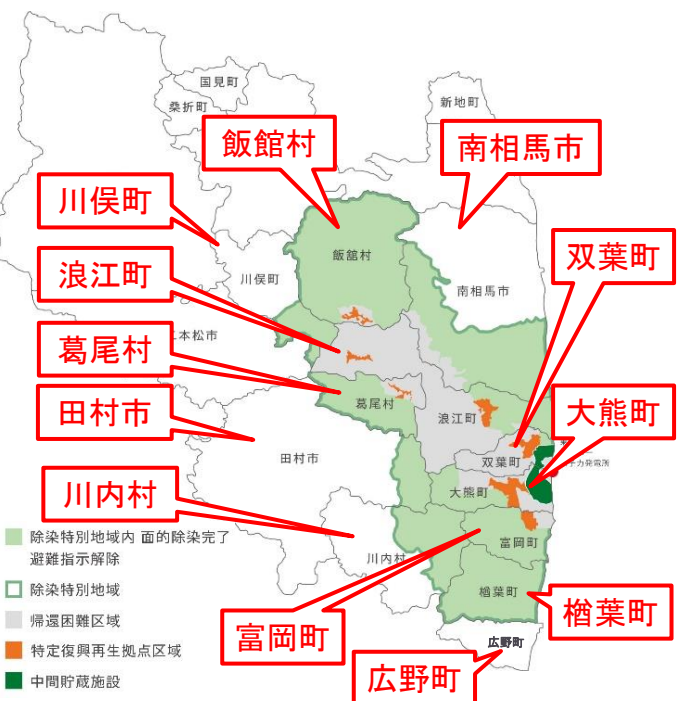 国見町
桑折町
新地町
飯館村
南相馬市
川俣町
飯舘村
双葉町
川俣町
浪江町
南相馬市
二本松市
葛尾村
葛尾村
浪江町
大熊町
田村市
田村市
双葉町
子力発電所
大熊町
川内村
除染特別地域内 面的除染完了
避難指示解除
川内村
富岡町
除染特別地域
楢葉町
楢葉町
帰還困難区域
富岡町
広野町
特定復興再生拠点区域
広野町
中間貯蔵施設